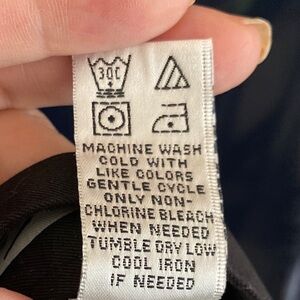 30C
MACHINE WASH
COLD WITH
LIKE COLORS
GENTLE CYCLE
ONLY NON-
CHLORINE BLEACH
WHEN NEEDED
TUMBLE DRY LOW
COOL IRON
IF NEEDED